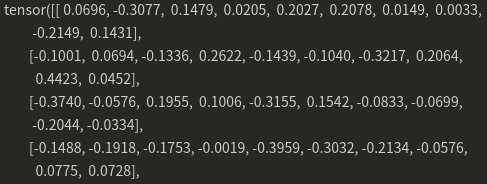 tensor([[ 0.0696, -0.3077, 0.1479, 0.0205, 0.2027, 0.2078, 0.0149, 0.0033,
-0.2149, 0.1431],
[-0.1001, 0.0694, -0.1336, 0.2622, -0.1439, -0.1040, -0.3217, 0.2064,
0.4423, 0.0452],
[-0.3740, -0.0576, 0.1955, 0.1006, -0.3155, 0.1542, -0.0833, -0.0699,
-0.2044, -0.0334],
[-0.1488, -0.1918, -0.1753, -0.0019, -0.3959, -0.3032, -0.2134, -0.0576,
0.0775, 0.0728],